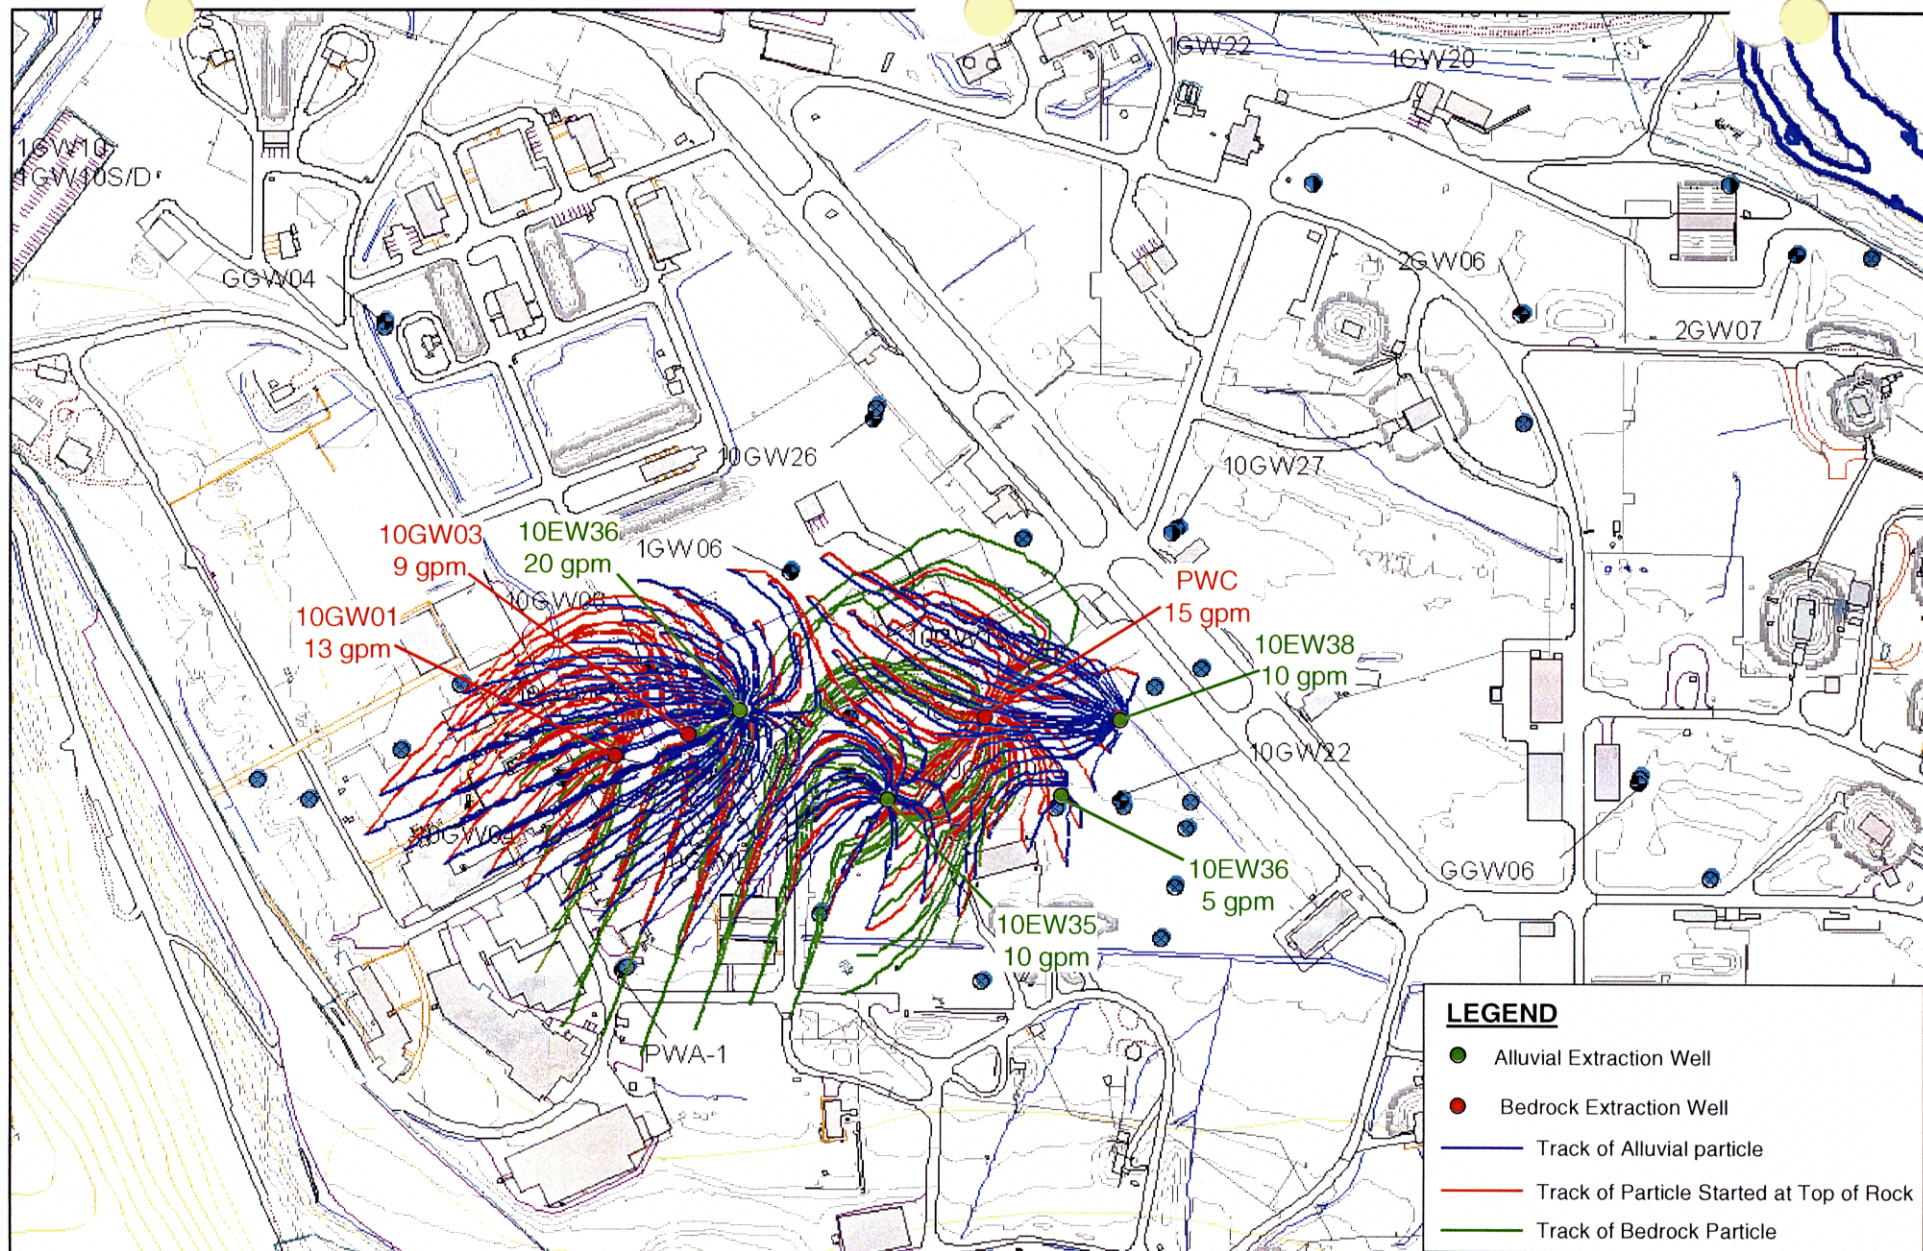 1GW22
1GW20
1GW10
1GW10S/D
GGW04
2GW06
2GW07
10GW26
10GW27
10GW03
9 gpm
10EW36
20 gpm
1GW06
10GW01
13 gpm
PWC
15 gpm
10EW38
10 gpm
10GW22
GGW06
10EW36
5 gpm
10EW35
10 gpm
PWA-1
LEGEND
Alluvial Extraction Well
Bedrock Extraction Well
Track of Alluvial particle
Track of Particle Started at Top of Rock
Track of Bedrock Particle